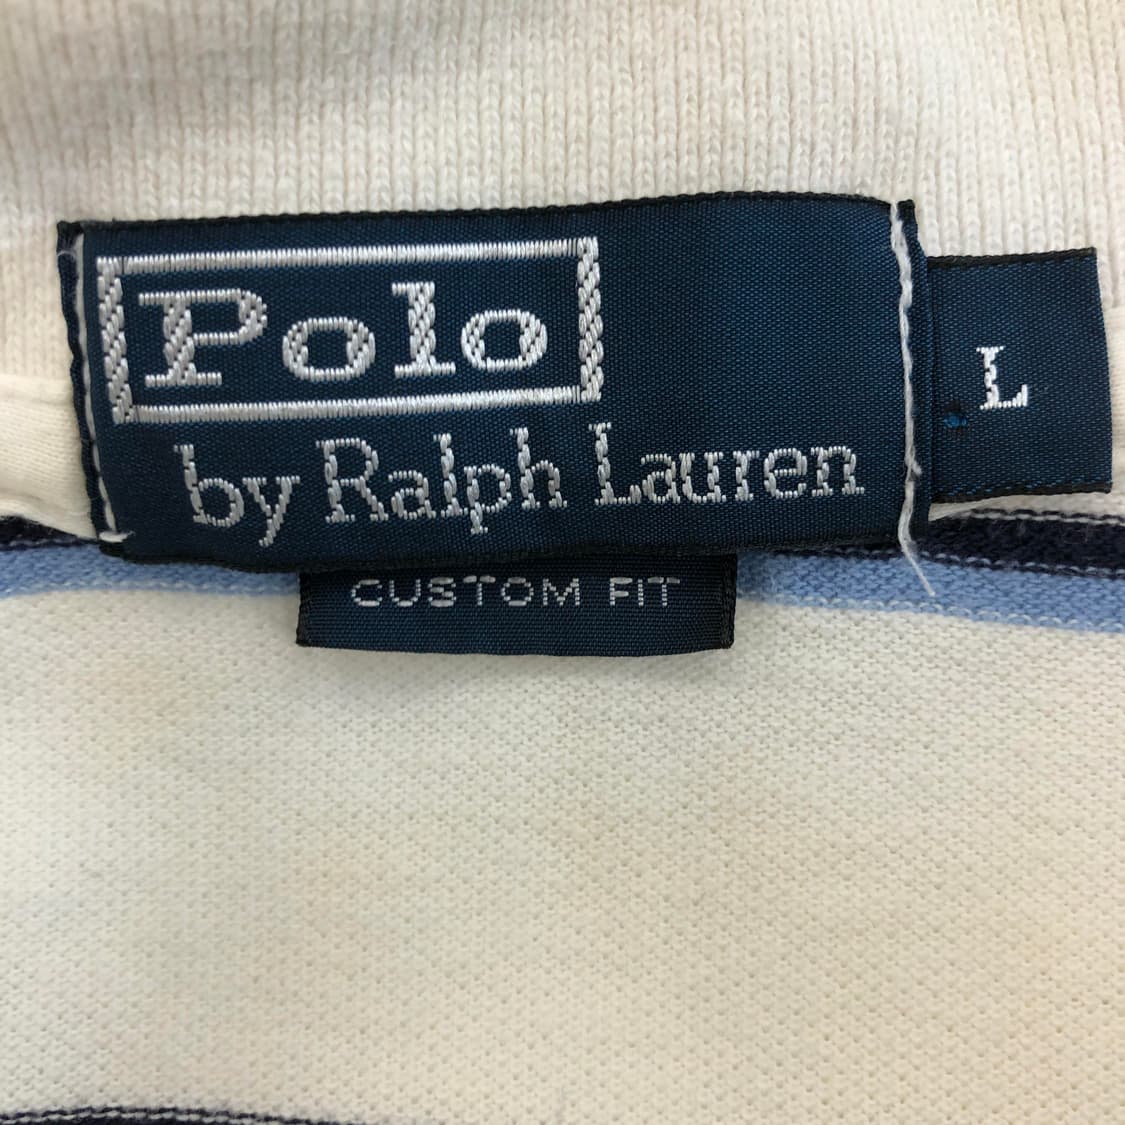 Polo
by Ralph Lauren
L
CUSTOM FIT